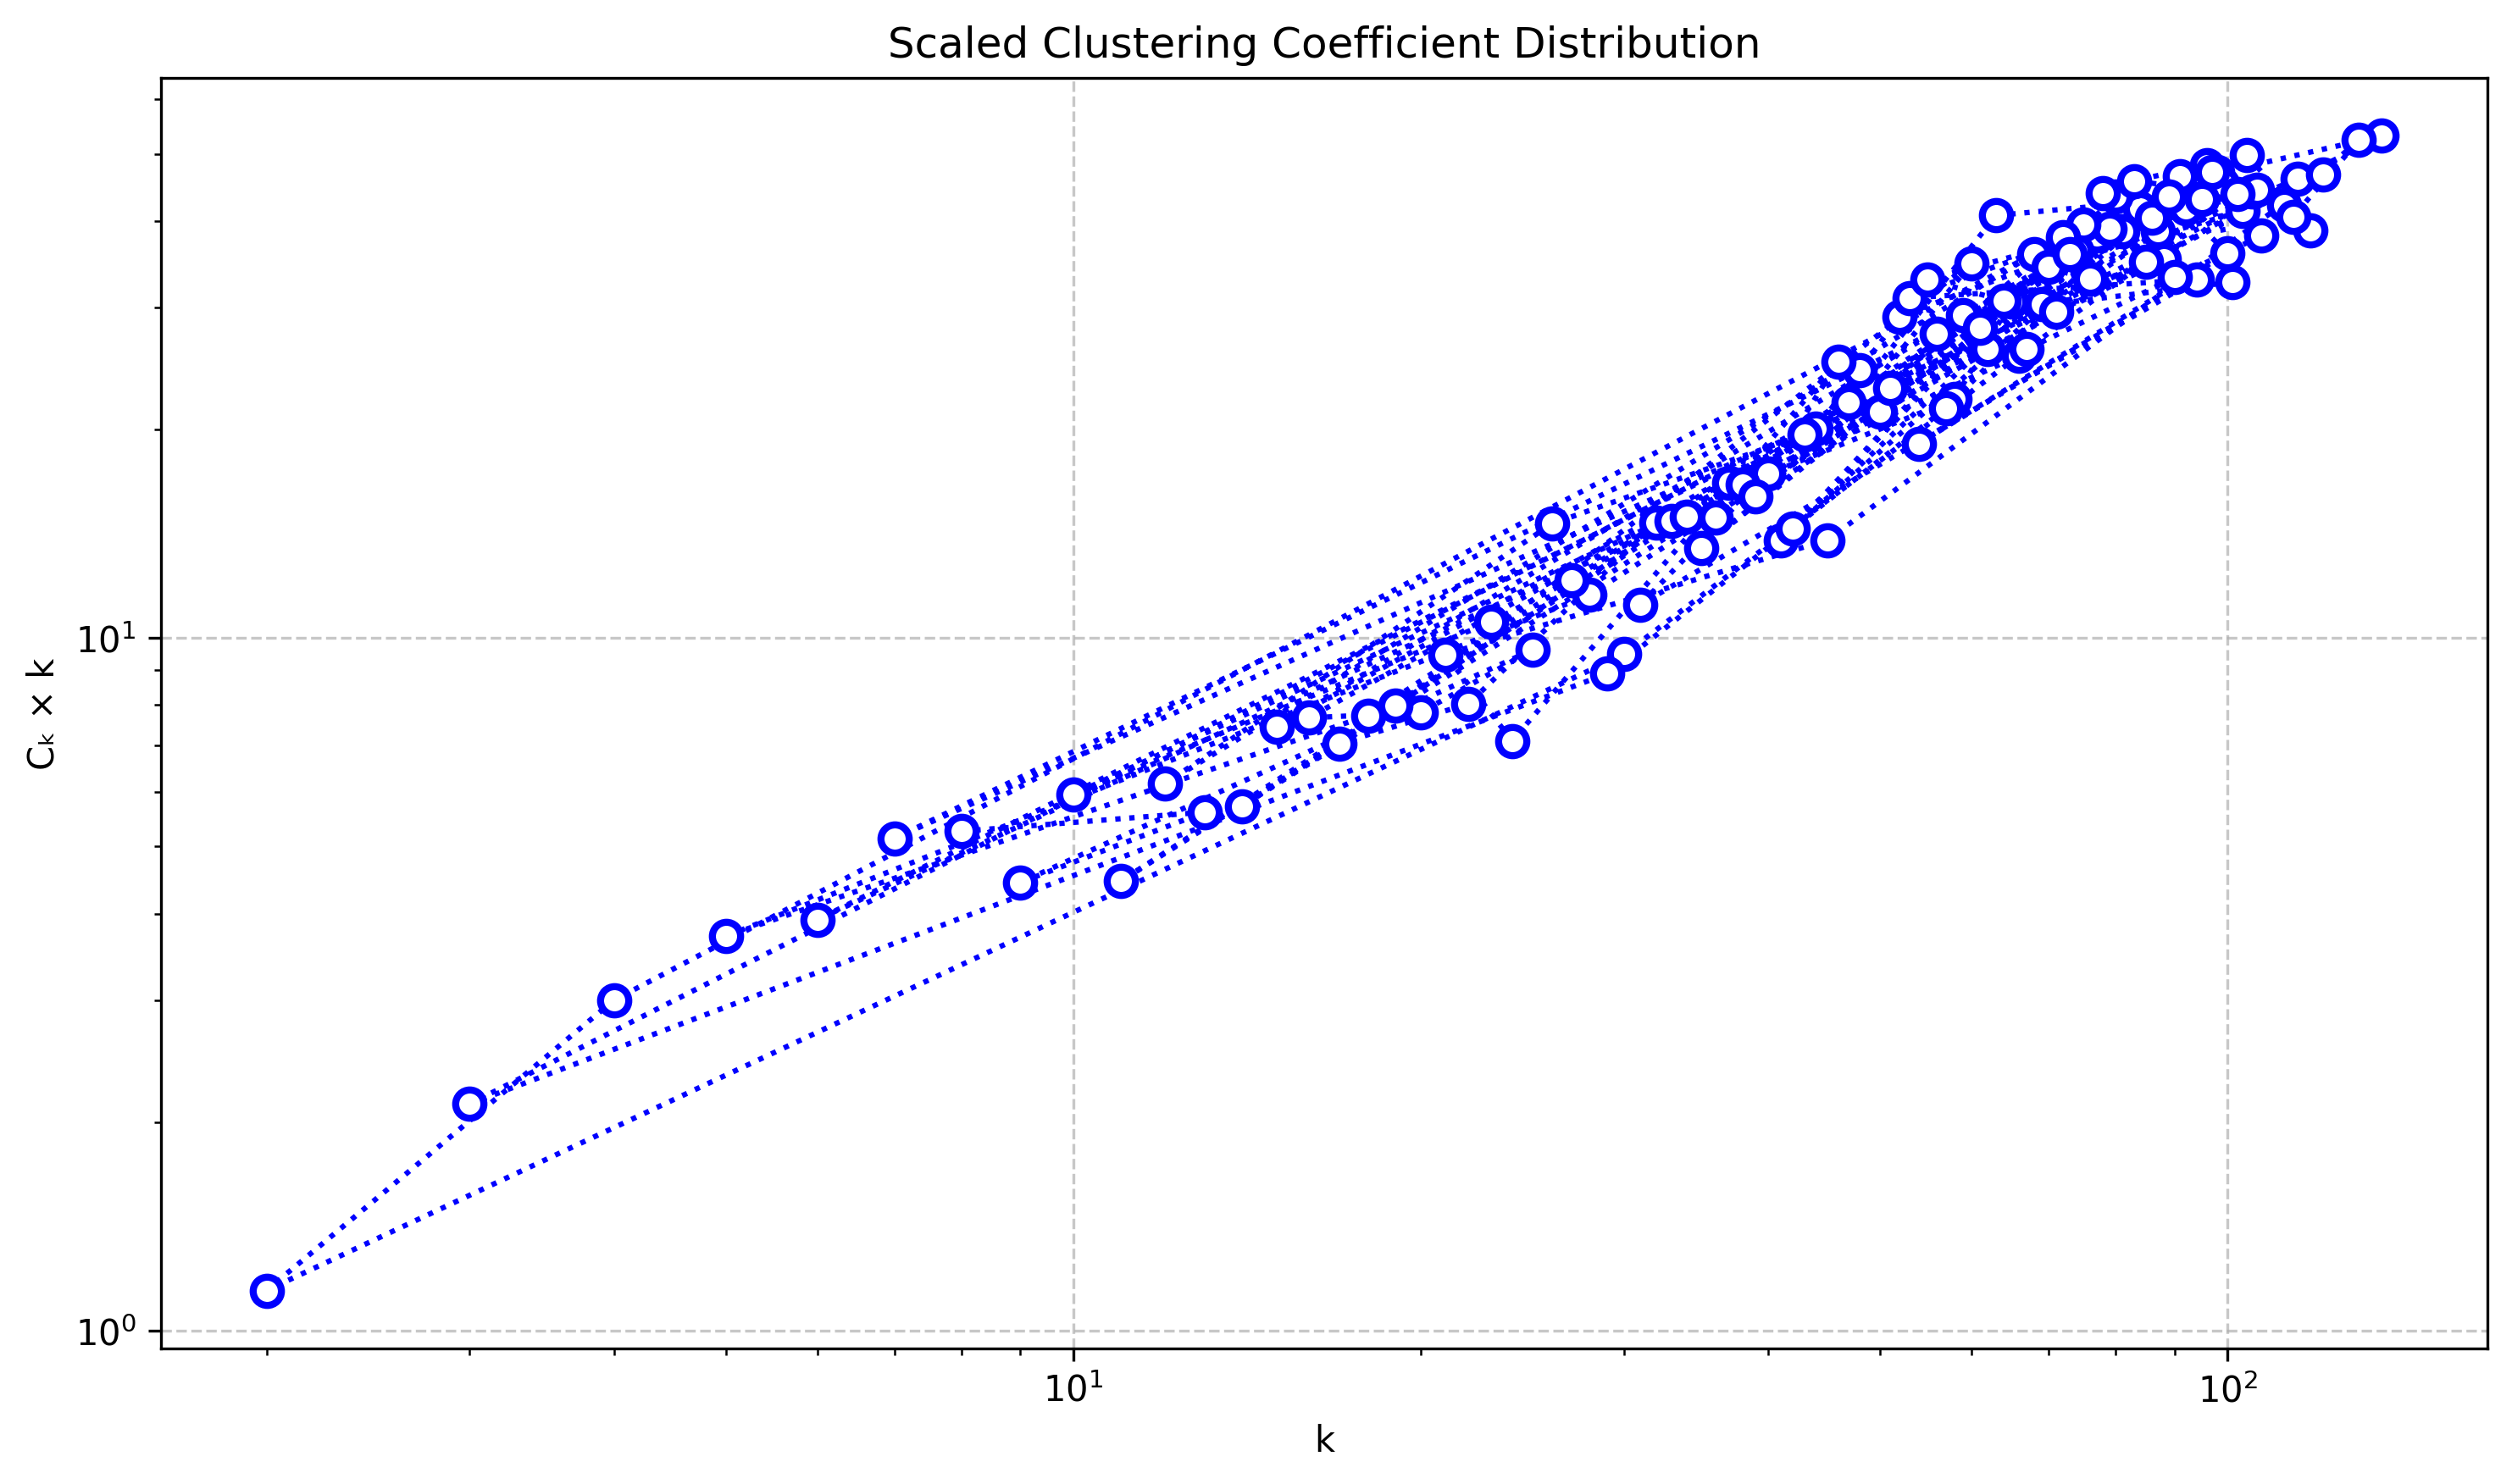 Scaled Clustering Coefficient Distribution
Cₖ × k
10¹
10⁰
10¹
10²
k